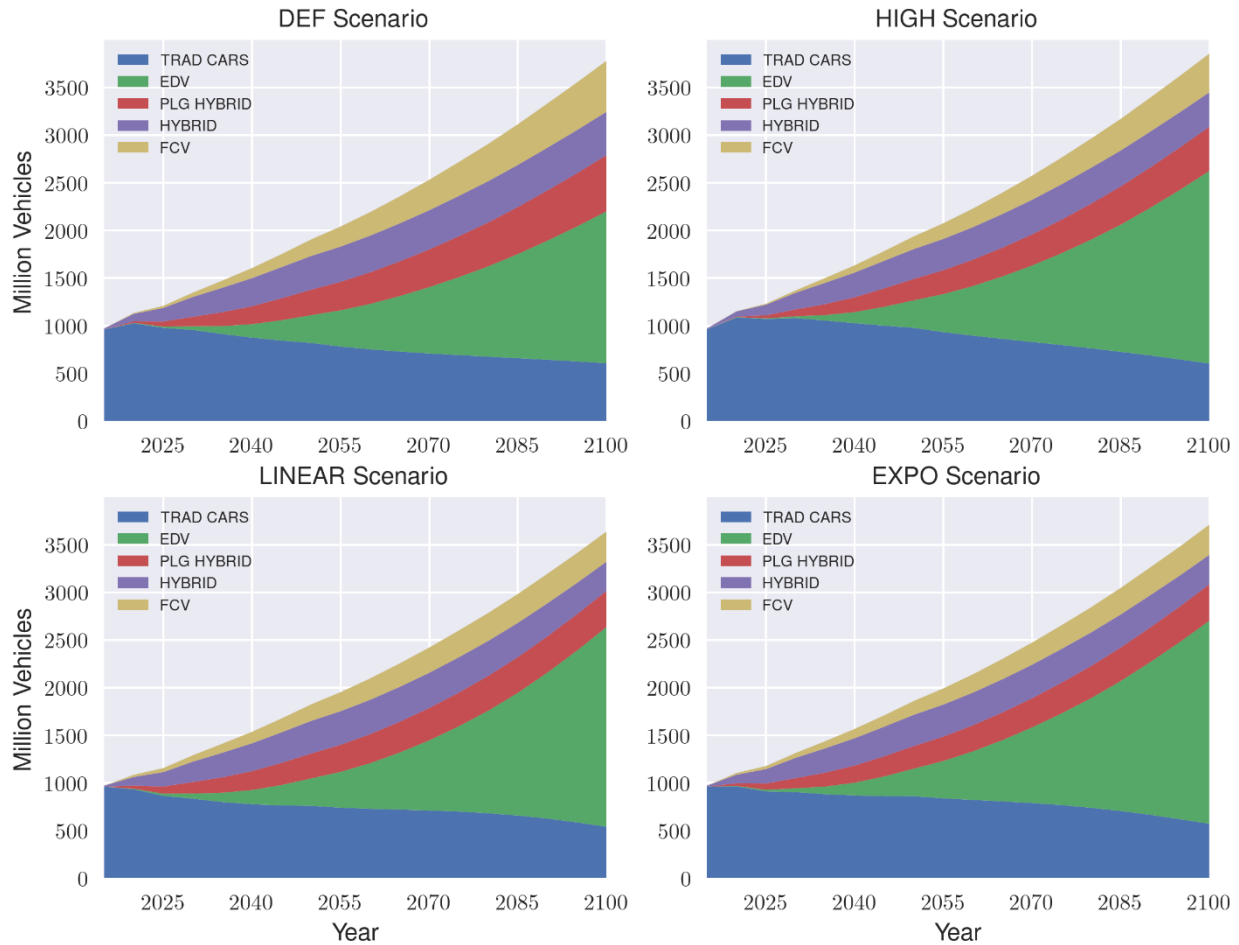 DEF Scenario
TRAD CARS
EDV
PLG HYBRID
HYBRID
FCV
Million Vehicles
3500
3000
2500
2000
1500
1000
500
0
2025 2040 2055 2070 2085 2100
HIGH Scenario
TRAD CARS
EDV
PLG HYBRID
HYBRID
FCV
3500
3000
2500
2000
1500
1000
500
0
2025 2040 2055 2070 2085 2100
LINEAR Scenario
TRAD CARS
EDV
PLG HYBRID
HYBRID
FCV
Million Vehicles
3500
3000
2500
2000
1500
1000
500
0
2025 2040 2055 2070 2085 2100
Year
EXPO Scenario
TRAD CARS
EDV
PLG HYBRID
HYBRID
FCV
3500
3000
2500
2000
1500
1000
500
0
2025 2040 2055 2070 2085 2100
Year